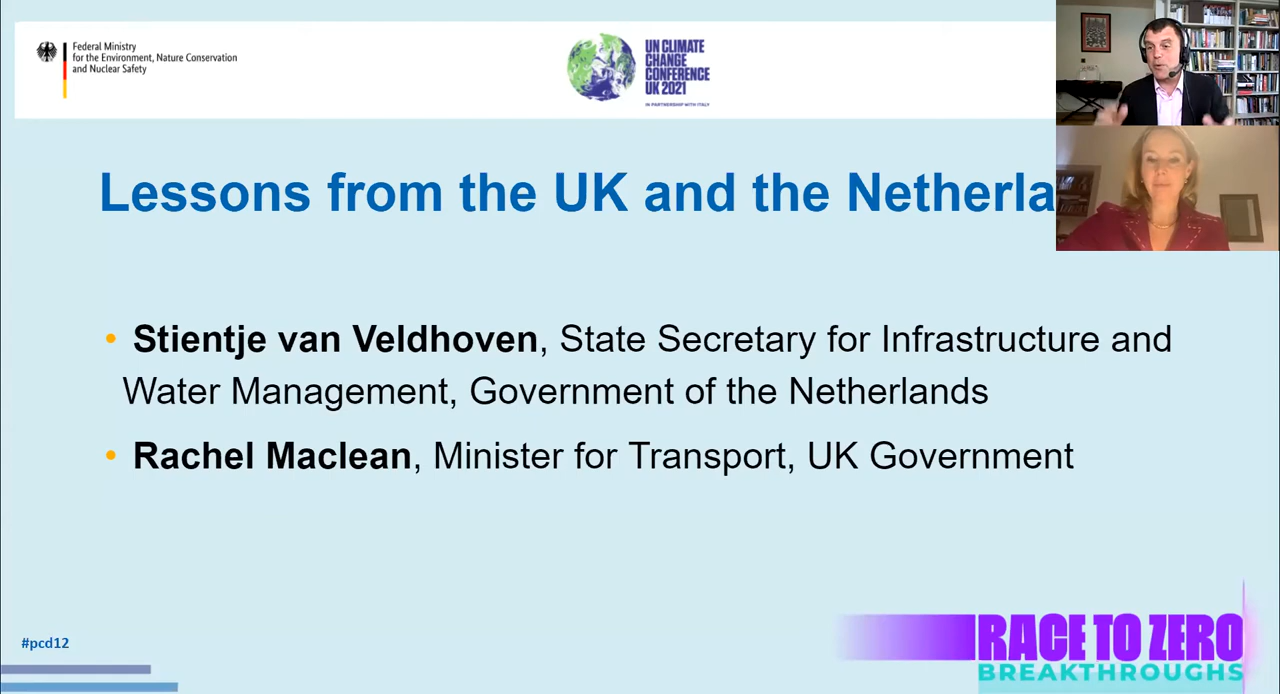 Federal Ministry
for the Environment, Nature Conservation
and Nuclear Safety
UN CLIMATE
CHANGE
CONFERENCE
UK 2021
IN PARTNERSHIP WITH ITALY
Lessons from the UK and the Netherla
• Stientje van Veldhoven, State Secretary for Infrastructure and
Water Management, Government of the Netherlands
• Rachel Maclean, Minister for Transport, UK Government
#pcd12
RACE TO ZERO
BREAKTHROUGHS